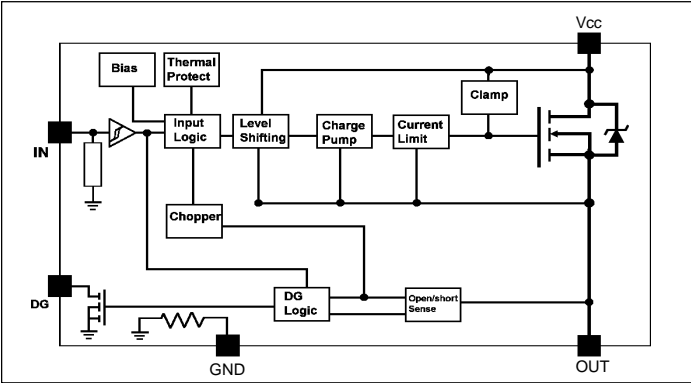 Vcc
Bias
Thermal
Protect
Clamp
IN
Input
Logic
Level
Shifting
Charge
Pump
Current
Limit
Chopper
DG
DG
Logic
Open/short
Sense
GND
OUT